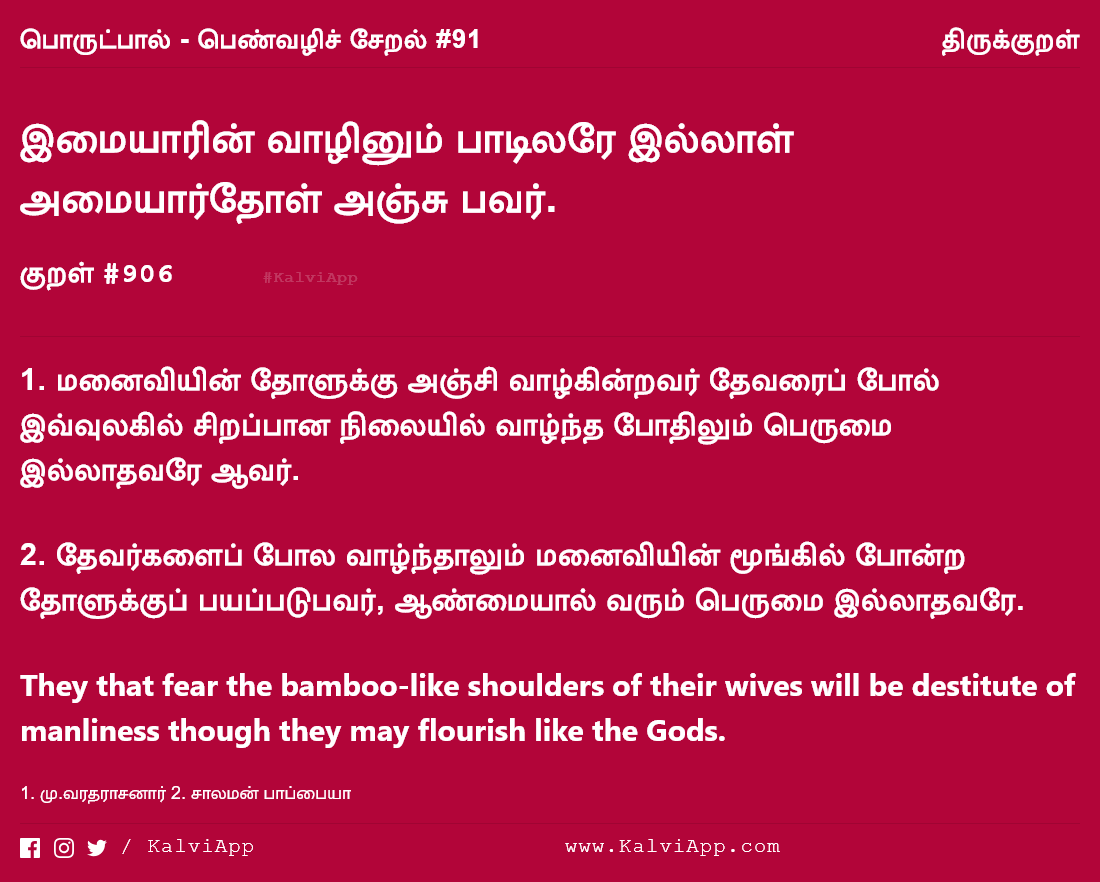 பொருட்பால் - பெண்வழிச் சேறல் #91 திருக்குறள்
இமையாரின் வாழினும் பாடிலரே இல்லாள்
அமையார்தோள் அஞ்சு பவர்.
குறள் #906 #KalviApp
1. மனைவியின் தோளுக்கு அஞ்சி வாழ்கின்றவர் தேவரைப் போல்
இவ்வுலகில் சிறப்பான நிலையில் வாழ்ந்த போதிலும் பெருமை
இல்லாதவரே ஆவர்.
2. தேவர்களைப் போல வாழ்ந்தாலும் மனைவியின் மூங்கில் போன்ற
தோளுக்குப் பயப்படுபவர், ஆண்மையால் வரும் பெருமை இல்லாதவரே.
They that fear the bamboo-like shoulders of their wives will be destitute of
manliness though they may flourish like the Gods.
1. மு.வரதராசனார் 2. சாலமன் பாப்பையா
/ KalviApp www.KalviApp.com